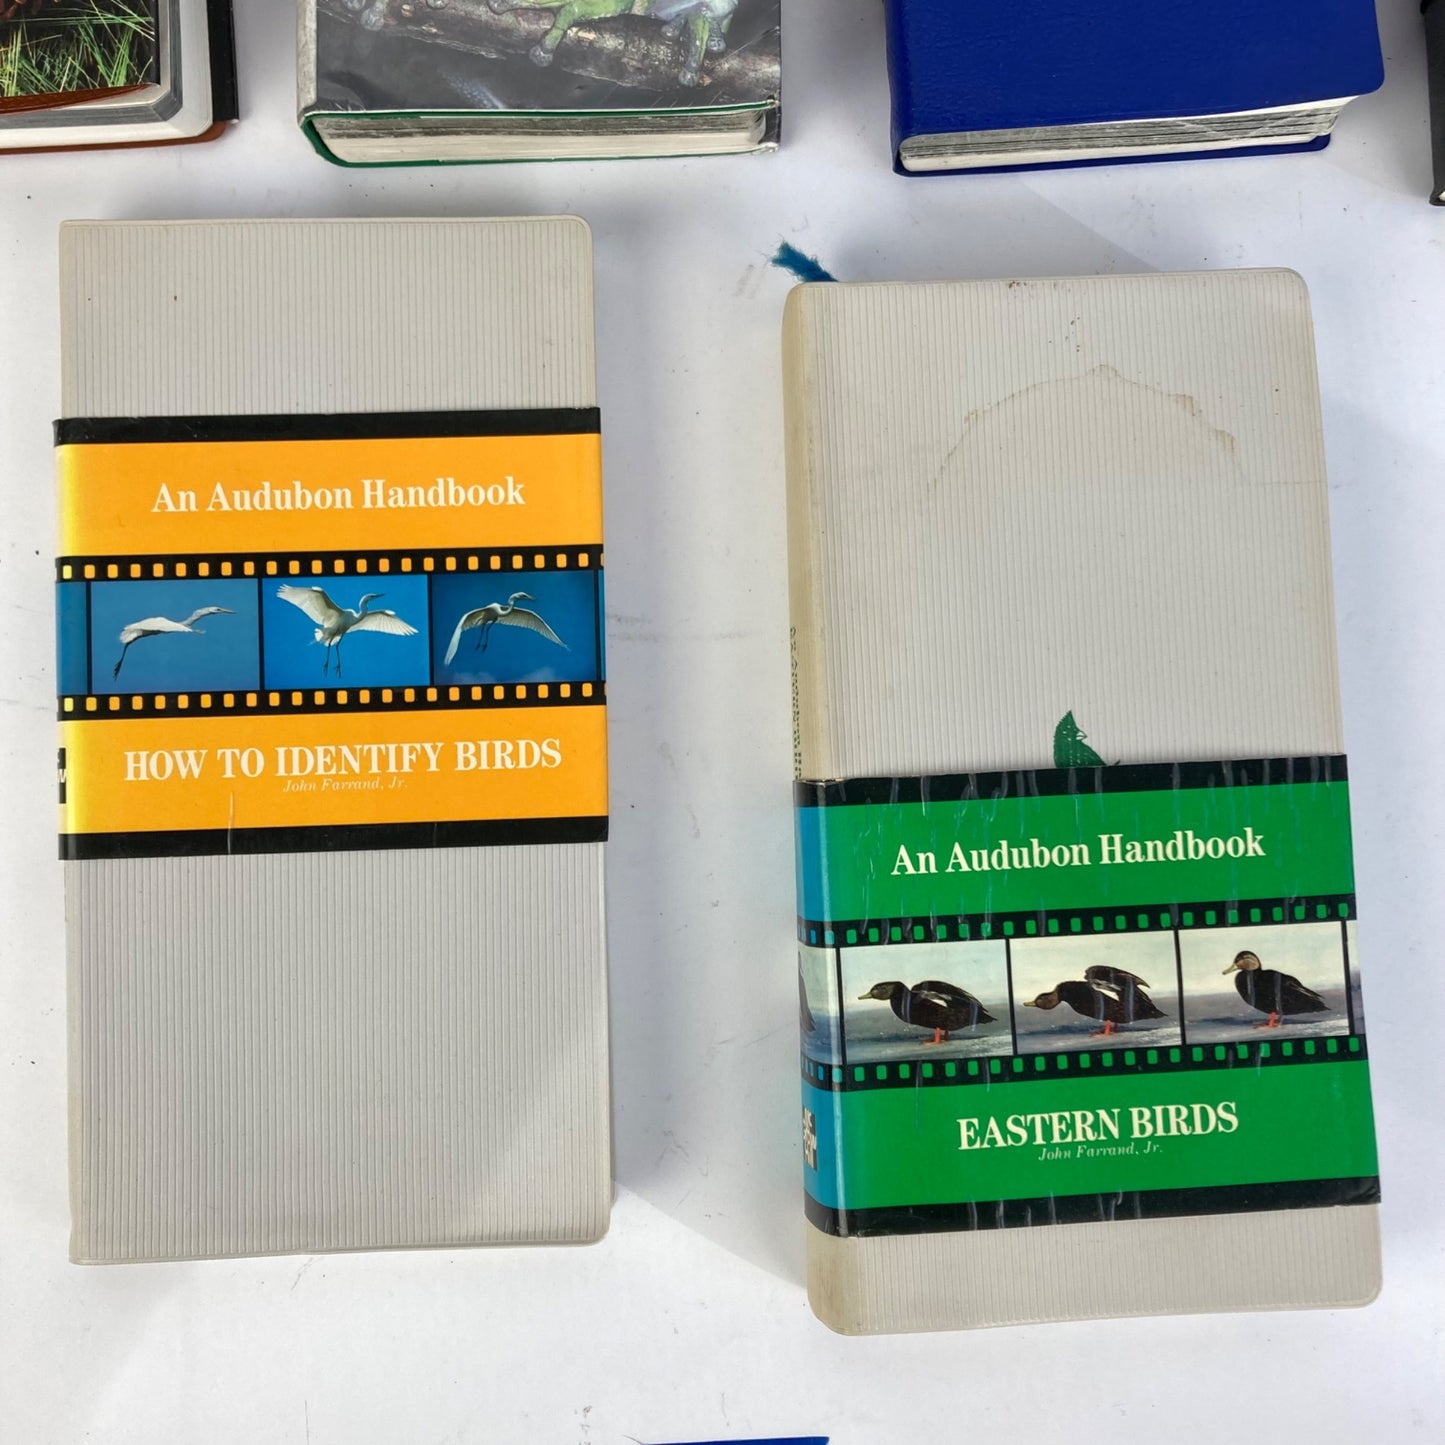 An Audubon Handbook
HOW TO IDENTIFY BIRDS
John Farrand, Jr.
An Audubon Handbook
EASTERN BIRDS
John Farrand, Jr.